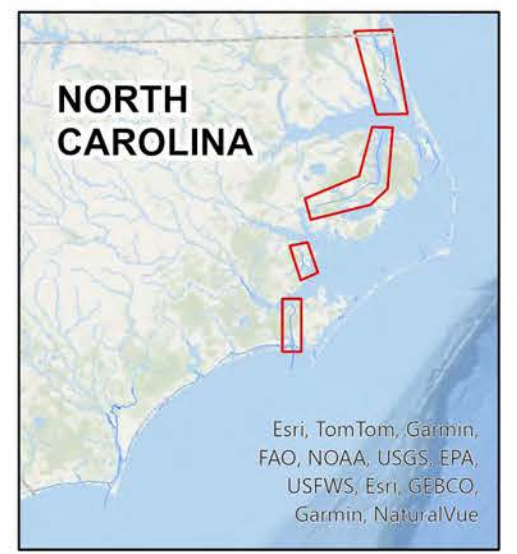 NORTH
CAROLINA
Esri, TomTom, Garmin,
FAO, NOAA, USGS, EPA,
USFWS, Esri, GEBCO,
Garmin, NaturalVue